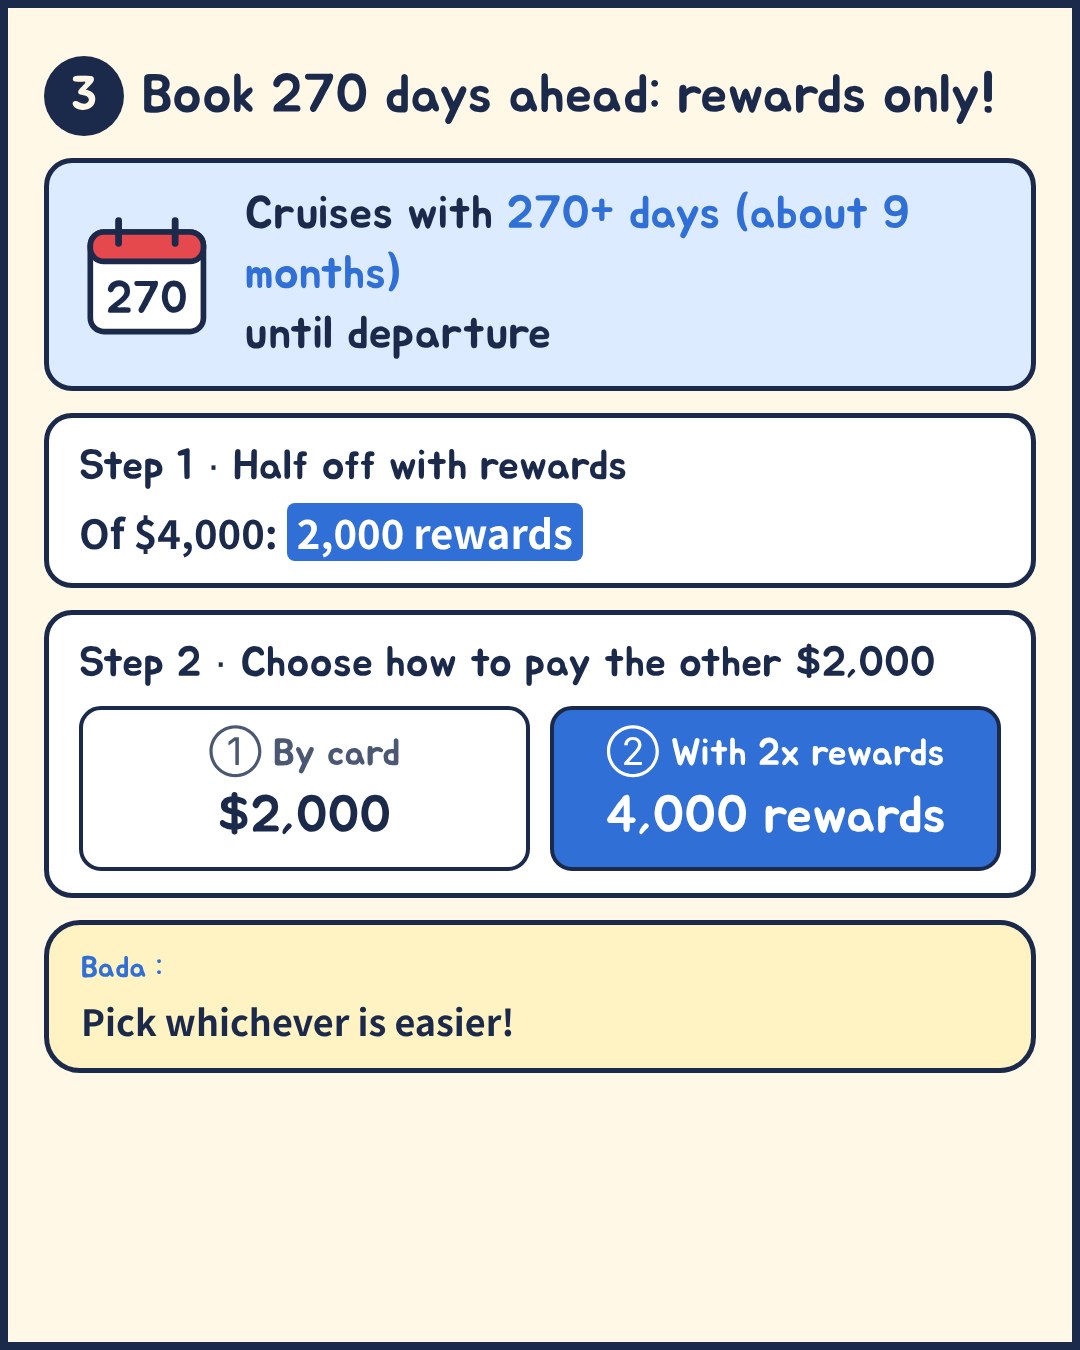 3 Book 270 days ahead: rewards only!
270
Cruises with 270+ days (about 9
months)
until departure
Step 1 · Half off with rewards
Of $4,000: 2,000 rewards
Step 2 · Choose how to pay the other $2,000
① By card
$2,000
② With 2x rewards
4,000 rewards
Bada :
Pick whichever is easier!